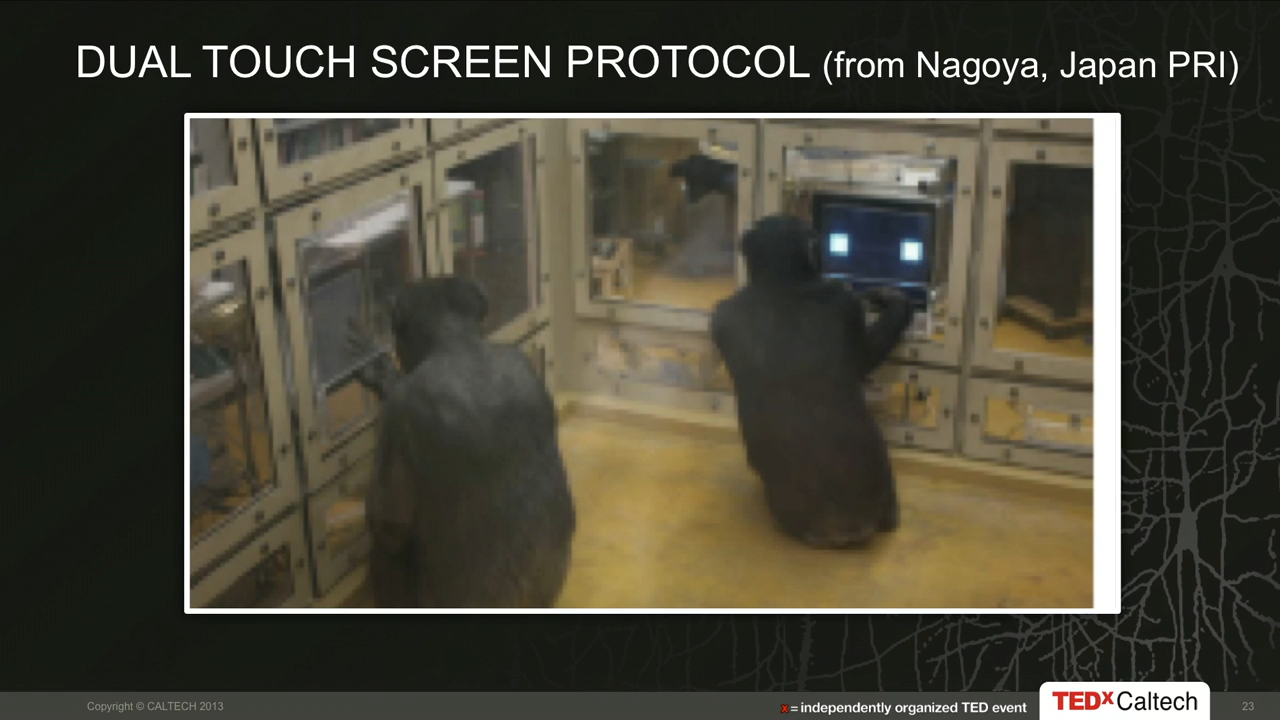 DUAL TOUCH SCREEN PROTOCOL (from Nagoya, Japan PRI)
Copyright © CALTECH 2013
x = independently organized TED event
TEDxCaltech
23